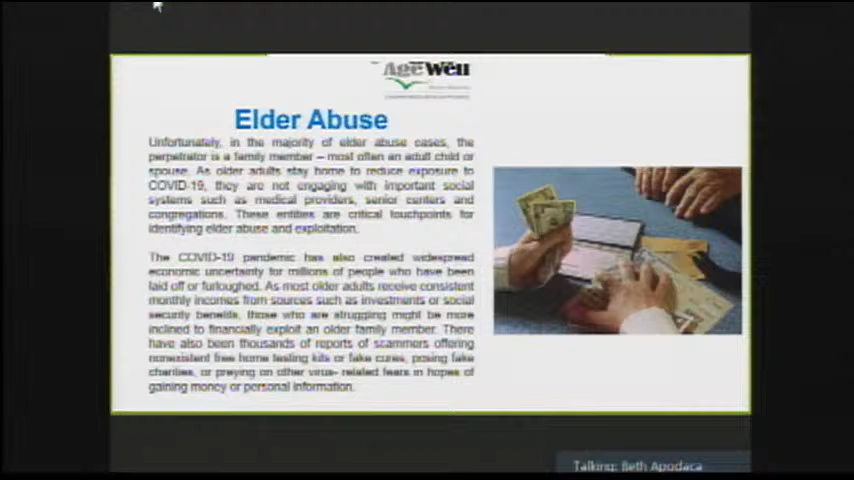 AgeWell
Elder Abuse
Unfortunately, in the majority of elder abuse cases, the
perpetrator is a family member – most often an adult child or
spouse. As older adults stay home to reduce exposure to
COVID-19, they are not engaging with important social
systems such as medical providers, senior centers and
congregations. These entities are critical touchpoints for
identifying elder abuse and exploitation.
The COVID-19 pandemic has also created widespread
economic uncertainty for millions of people who have been
laid off or furloughed. As most older adults receive consistent
monthly incomes from sources such as investments or social
security benefits, those who are struggling might be more
inclined to financially exploit an older family member. There
have also been thousands of reports of scammers offering
nonexistent free home testing kits or fake cures, posing fake
charities, or preying on other virus- related fears in hopes of
gaining money or personal information.
Talking: Beth Apodaca